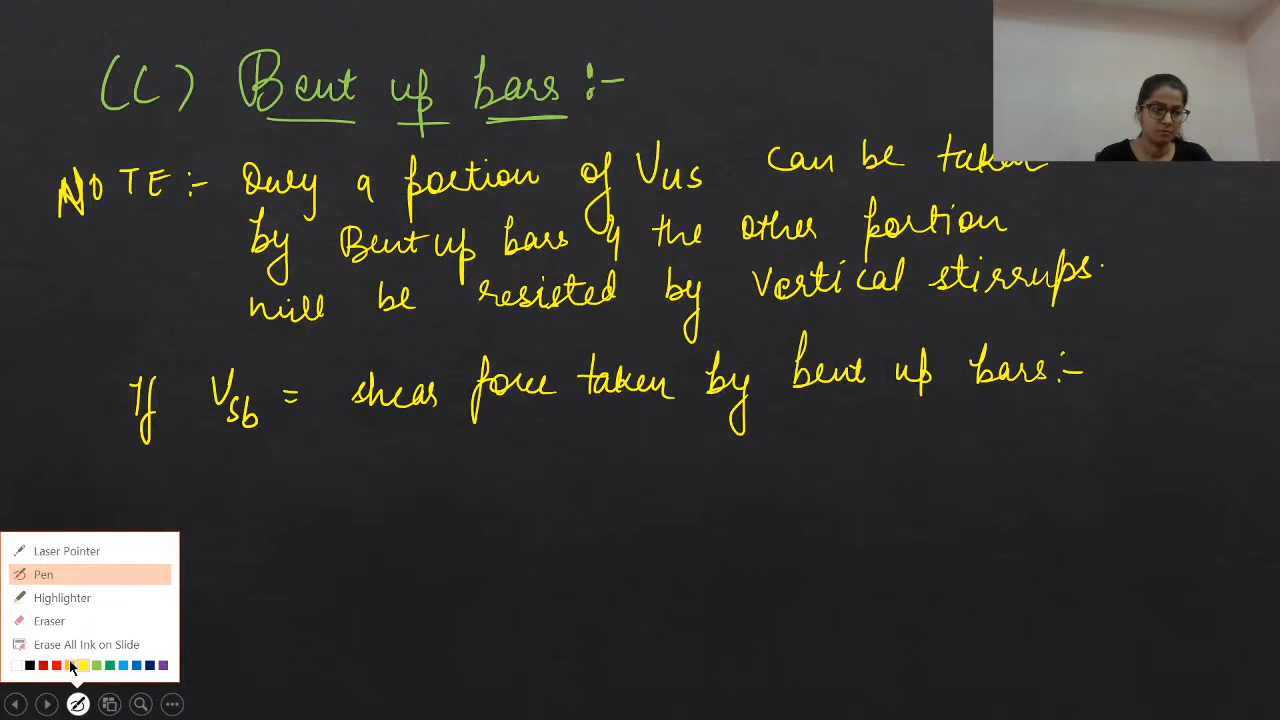 (C) Bent up bars :-
NOTE :- Only a portion of Vus can be taken
by Bent up bars & the other portion
will be resisted by vertical stirrups.
If Vsb = shear force taken by bent up bars :-
Laser Pointer
Pen
Highlighter
Eraser
Erase All Ink on Slide